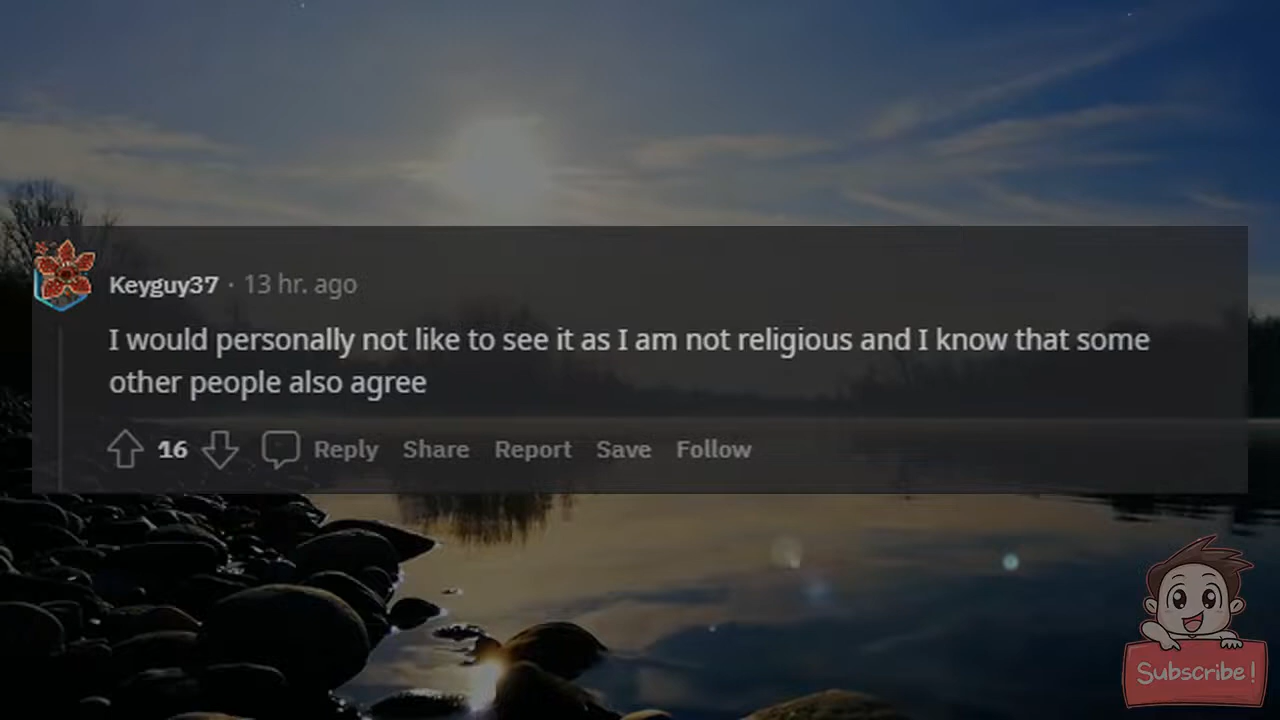 Keyguy37 · 13 hr. ago
I would personally not like to see it as I am not religious and I know that some
other people also agree
16 Reply Share Report Save Follow
Subscribe!